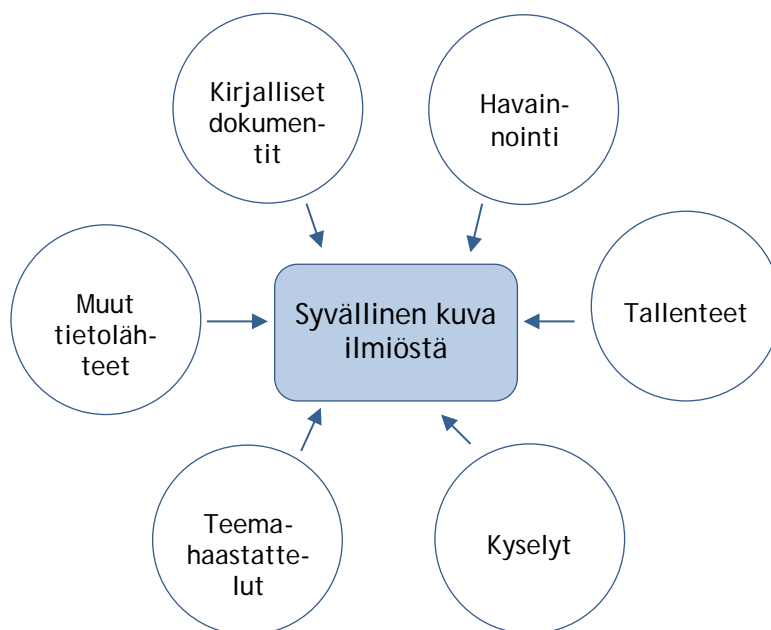 Kirjalliset
dokumen-
tit
Havain-
nointi
Muut
tietoläh-
teet
Syvällinen kuva
ilmiöstä
Tallenteet
Teema-
haastatte-
lut
Kyselyt